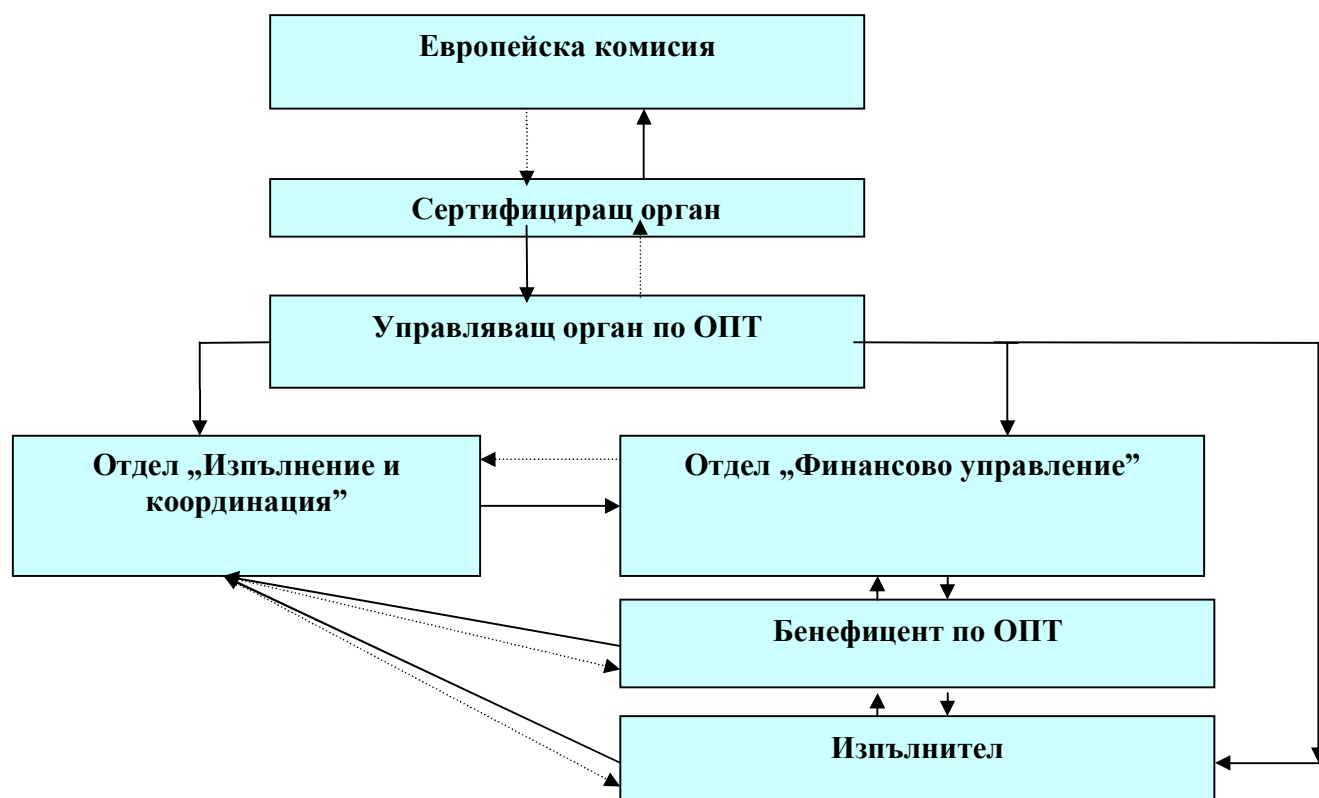 Европейска комисия
Сертифициращ орган
Управляващ орган по ОПТ
Отдел „Изпълнение и
координация”
Отдел „Финансово управление”
Бенефицент по ОПТ
Изпълнител